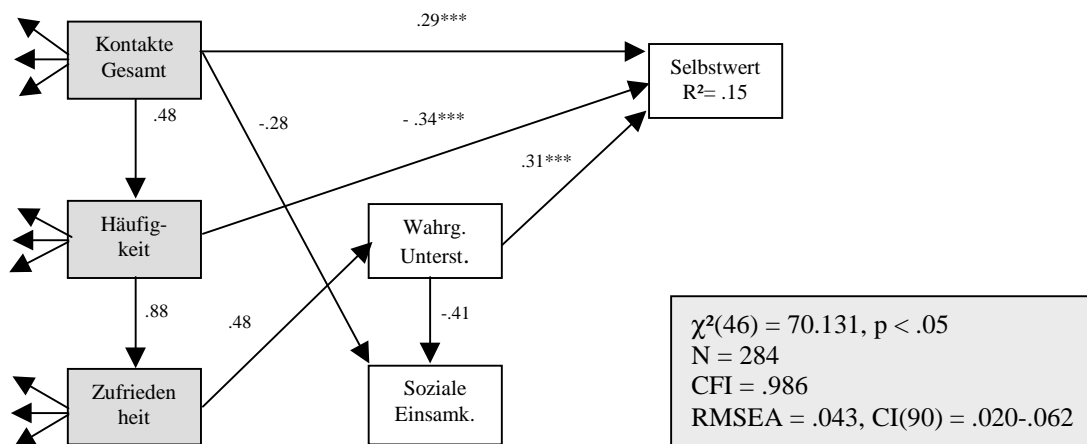 .29***
Kontakte
Gesamt
Selbstwert
R²= .15
.48
-.28
- .34***
.31***
Häufig-
keit
Wahrg.
Unterst.
.88
.48
-.41
Zufrieden
heit
Soziale
Einsamk.
χ²(46) = 70.131, p < .05
N = 284
CFI = .986
RMSEA = .043, CI(90) = .020-.062